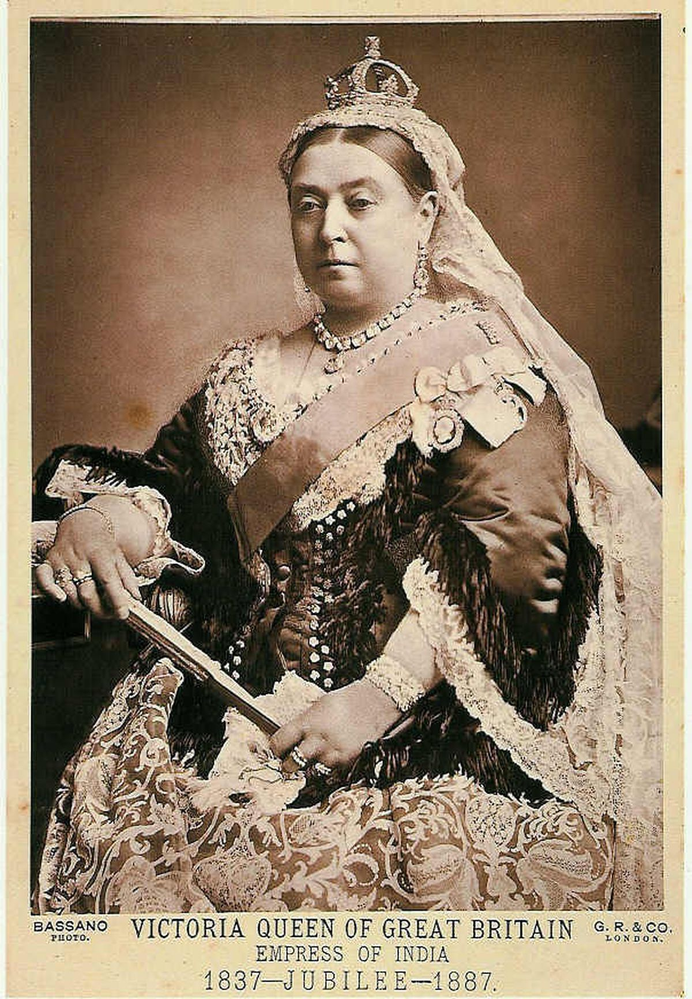 BASSANO
PHOTO.
VICTORIA QUEEN OF GREAT BRITAIN
EMPRESS OF INDIA
1837—JUBILEE—1887.
G. R. & CO.
LONDON.